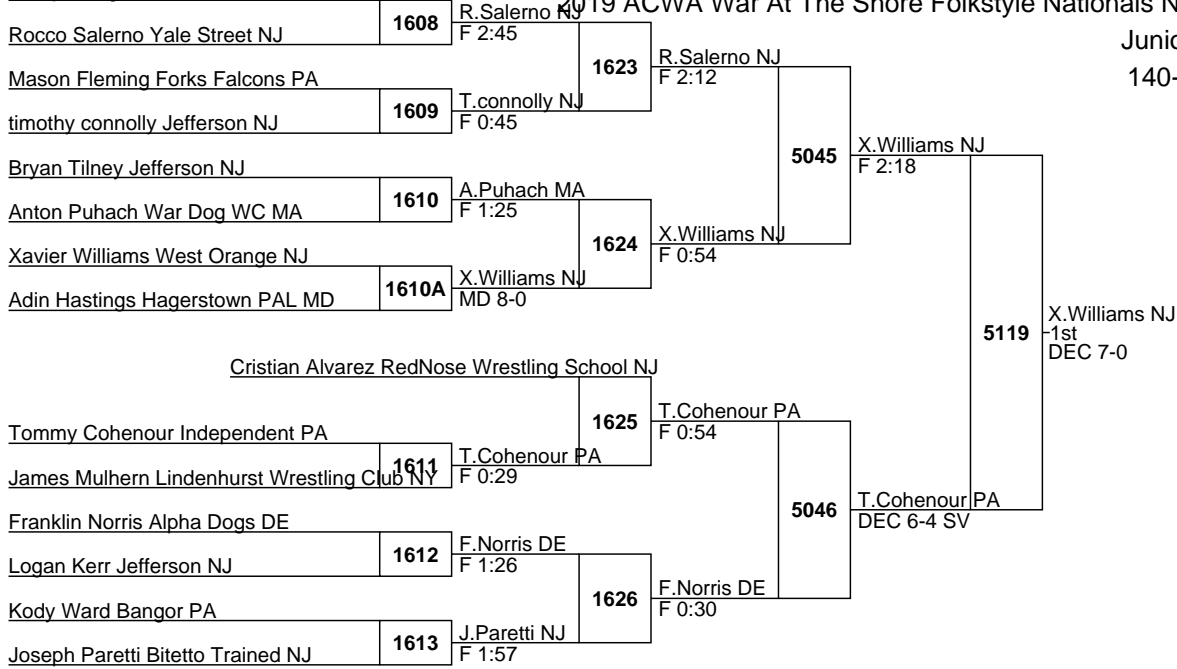 2019 ACWA War At The Shore Folkstyle Nationals
Junio
140-
1608
R.Salerno NJ
F 2:45
Rocco Salerno Yale Street NJ
1623
R.Salerno NJ
F 2:12
Mason Fleming Forks Falcons PA
1609
T.connolly NJ
F 0:45
timothy connolly Jefferson NJ
5045
X.Williams NJ
F 2:18
Bryan Tilney Jefferson NJ
1610
A.Puhach MA
F 1:25
Anton Puhach War Dog WC MA
1624
X.Williams NJ
F 0:54
Xavier Williams West Orange NJ
1610A
X.Williams NJ
MD 8-0
Adin Hastings Hagerstown PAL MD
5119
X.Williams NJ
1st
DEC 7-0
Cristian Alvarez RedNose Wrestling School NJ
1625
T.Cohenour PA
F 0:54
Tommy Cohenour Independent PA
1611
T.Cohenour PA
F 0:29
James Mulhern Lindenhurst Wrestling Club NY
5046
T.Cohenour PA
DEC 6-4 SV
Franklin Norris Alpha Dogs DE
1612
F.Norris DE
F 1:26
Logan Kerr Jefferson NJ
1626
F.Norris DE
F 0:30
Kody Ward Bangor PA
1613
J.Paretti NJ
F 1:57
Joseph Paretti Bitetto Trained NJ